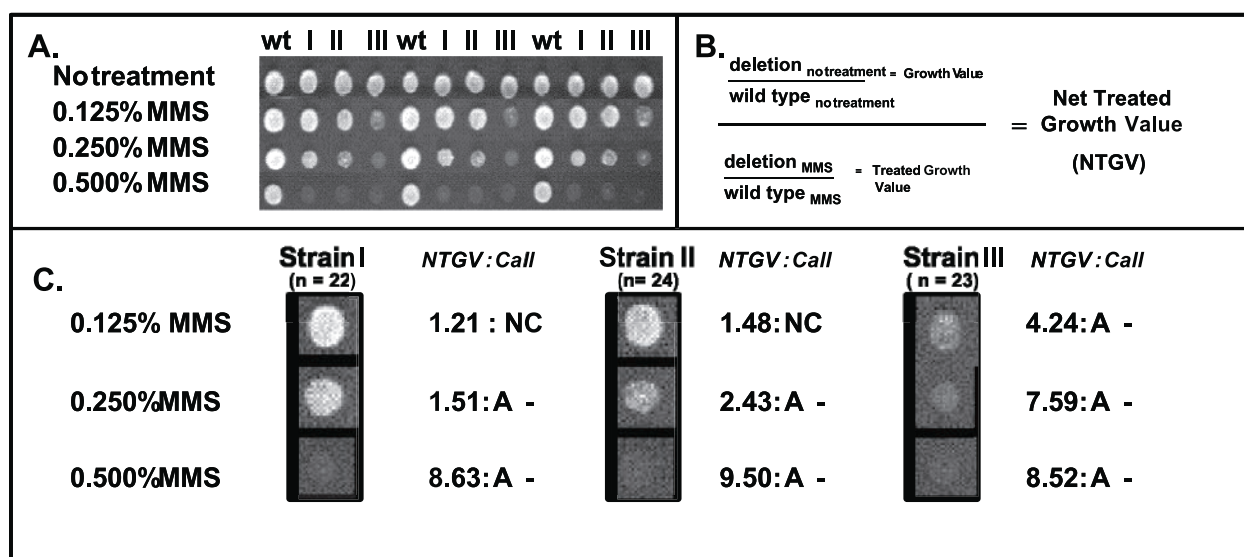 A.
wt I II III wt I II III wt I II III
No treatment
0.125% MMS
0.250% MMS
0.500% MMS
B.
deletion no treatment = Growth Value
wild type no treatment
deletion MMS = Treated Growth Value
wild type MMS
= Net Treated Growth Value (NTGV)
C.
Strain I NTGV : Call Strain II NTGV : Call Strain III NTGV : Call
(n = 22) (n= 24) ( n = 23)
0.125% MMS 1.21 : NC 1.48: NC 4.24: A -
0.250%MMS 1.51: A - 2.43: A - 7.59: A -
0.500%MMS 8.63: A - 9.50: A - 8.52: A -